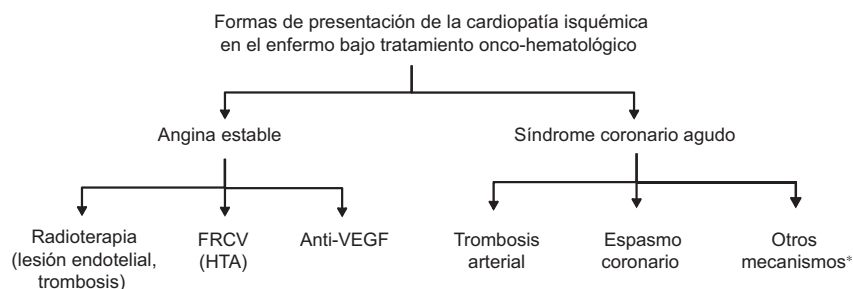 Formas de presentación de la cardiopatía isquémica
en el enfermo bajo tratamiento onco-hematológico
Angina estable
Síndrome coronario agudo
Radioterapia
(lesión endotelial,
trombosis)
FRCV
(HTA)
Anti-VEGF
Trombosis
arterial
Espasmo
coronario
Otros
mecanismos*